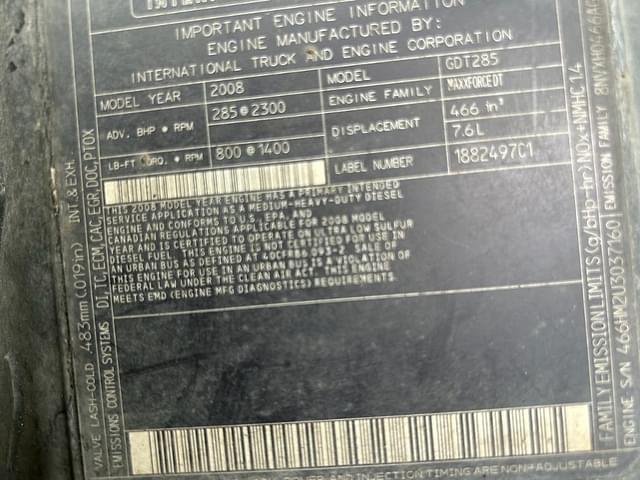 IMPORTANT ENGINE INFORMATION
ENGINE MANUFACTURED BY:
INTERNATIONAL TRUCK AND ENGINE CORPORATION
MODEL YEAR 2008 MODEL GDT285
ADV. BHP • RPM 285@2300 ENGINE FAMILY MAXXFORCE DT
LB-FT TORQ. • RPM 800@1400 DISPLACEMENT 466 in³
7.6L
LABEL NUMBER 1882497C1
THIS 2008 MODEL YEAR ENGINE HAS A PRIMARY INTENDED
SERVICE APPLICATION AS A MEDIUM-HEAVY-DUTY DIESEL
ENGINE AND CONFORMS TO U.S. EPA, AND
CANADIAN REGULATIONS APPLICABLE FOR 2008 MODEL
YEAR AND IS CERTIFIED TO OPERATE ON ULTRA LOW SULFUR
DIESEL FUEL. THIS ENGINE IS NOT CERTIFIED FOR USE IN
AN URBAN BUS AS DEFINED AT 40CFR86.093-2. SALE OF
THIS ENGINE FOR USE IN AN URBAN BUS IS A VIOLATION OF
FEDERAL LAW UNDER THE CLEAN AIR ACT. THIS ENGINE
MEETS EMD (ENGINE MFG DIAGNOSTICS) REQUIREMENTS.
VALVE LASH-COLD .483mm(.019in) INT.& EXH.
EMISSIONS CONTROL SYSTEMS DI,TC,ECM,CAC,EGR,DOC,PTOX
FAMILY EMISSION LIMITS (g/bHp-hr) NOx+NMHC 1.4
ENGINE S/N 466HM2U3037160 EMISSION FAMILY
INJECTION TIMING ARE NON-ADJUSTABLE